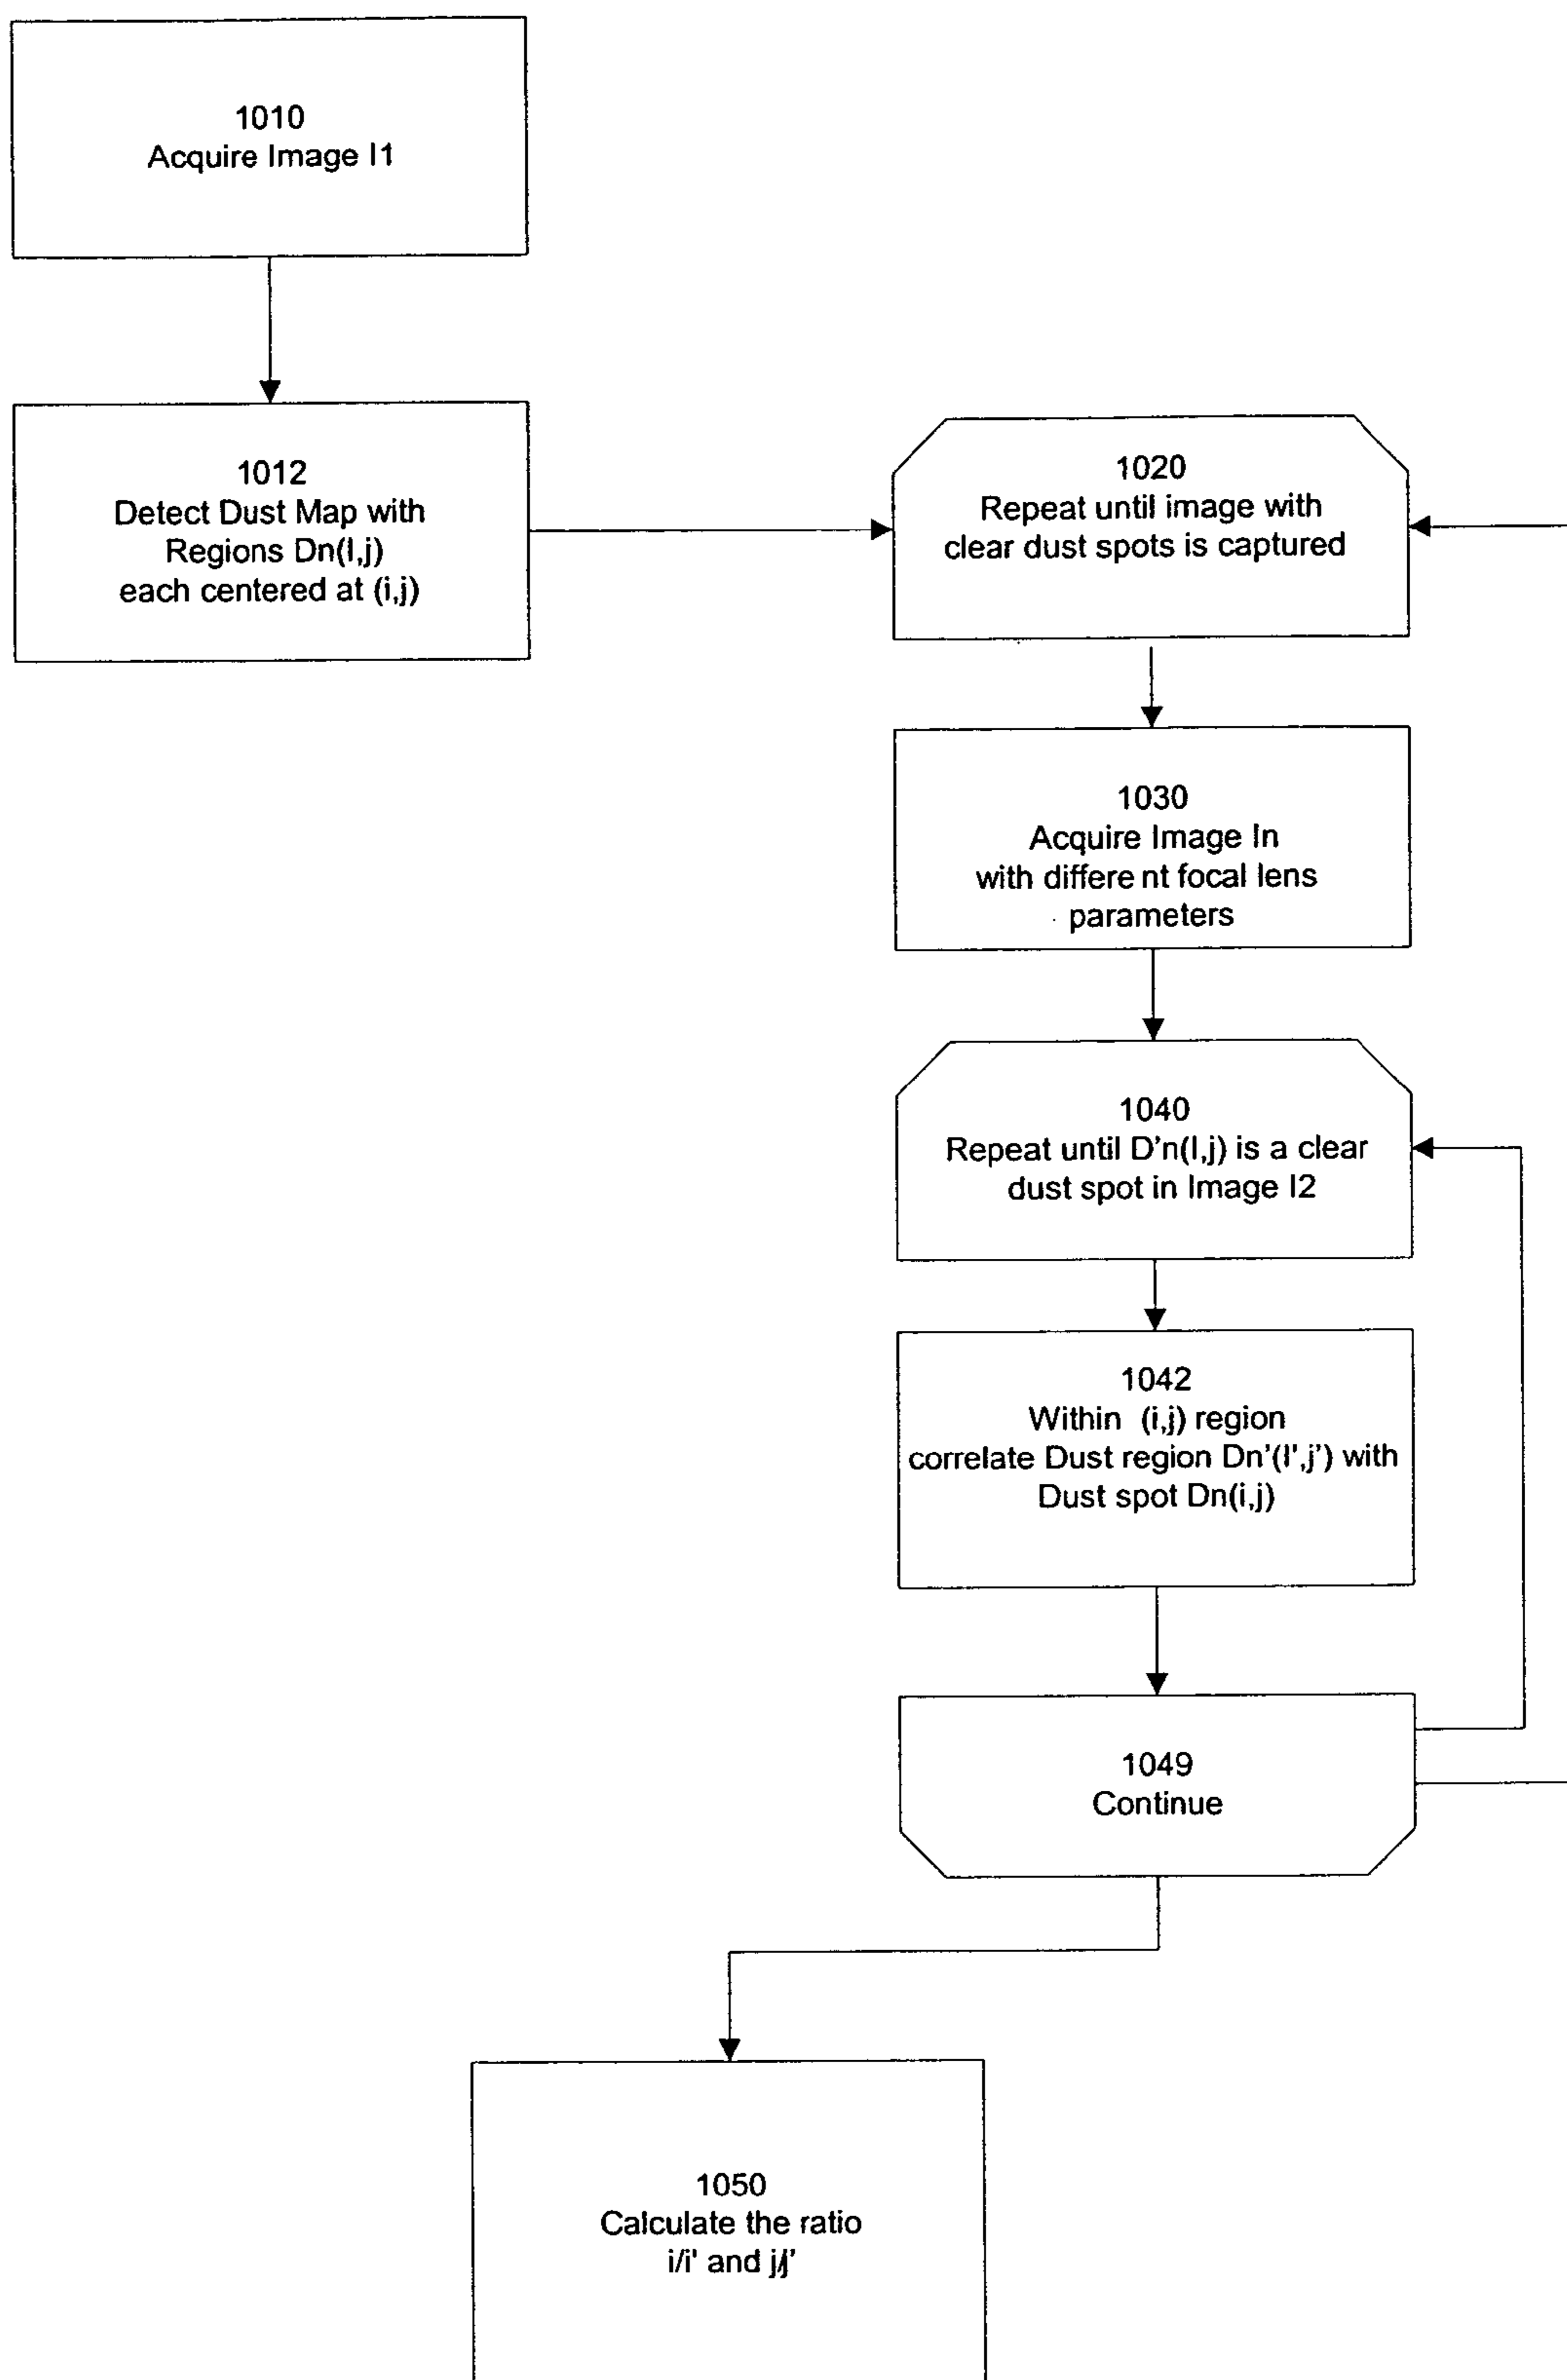 1010
Acquire Image I1
1012
Detect Dust Map with
Regions Dn(I,j)
each centered at (i,j)
1020
Repeat until image with
clear dust spots is captured
1030
Acquire Image In
with differe nt focal lens
parameters
1040
Repeat until D'n(I,j) is a clear
dust spot in Image I2
1042
Within (i,j) region
correlate Dust region Dn'(I',j') with
Dust spot Dn(i,j)
1049
Continue
1050
Calculate the ratio
i/i' and j/j'